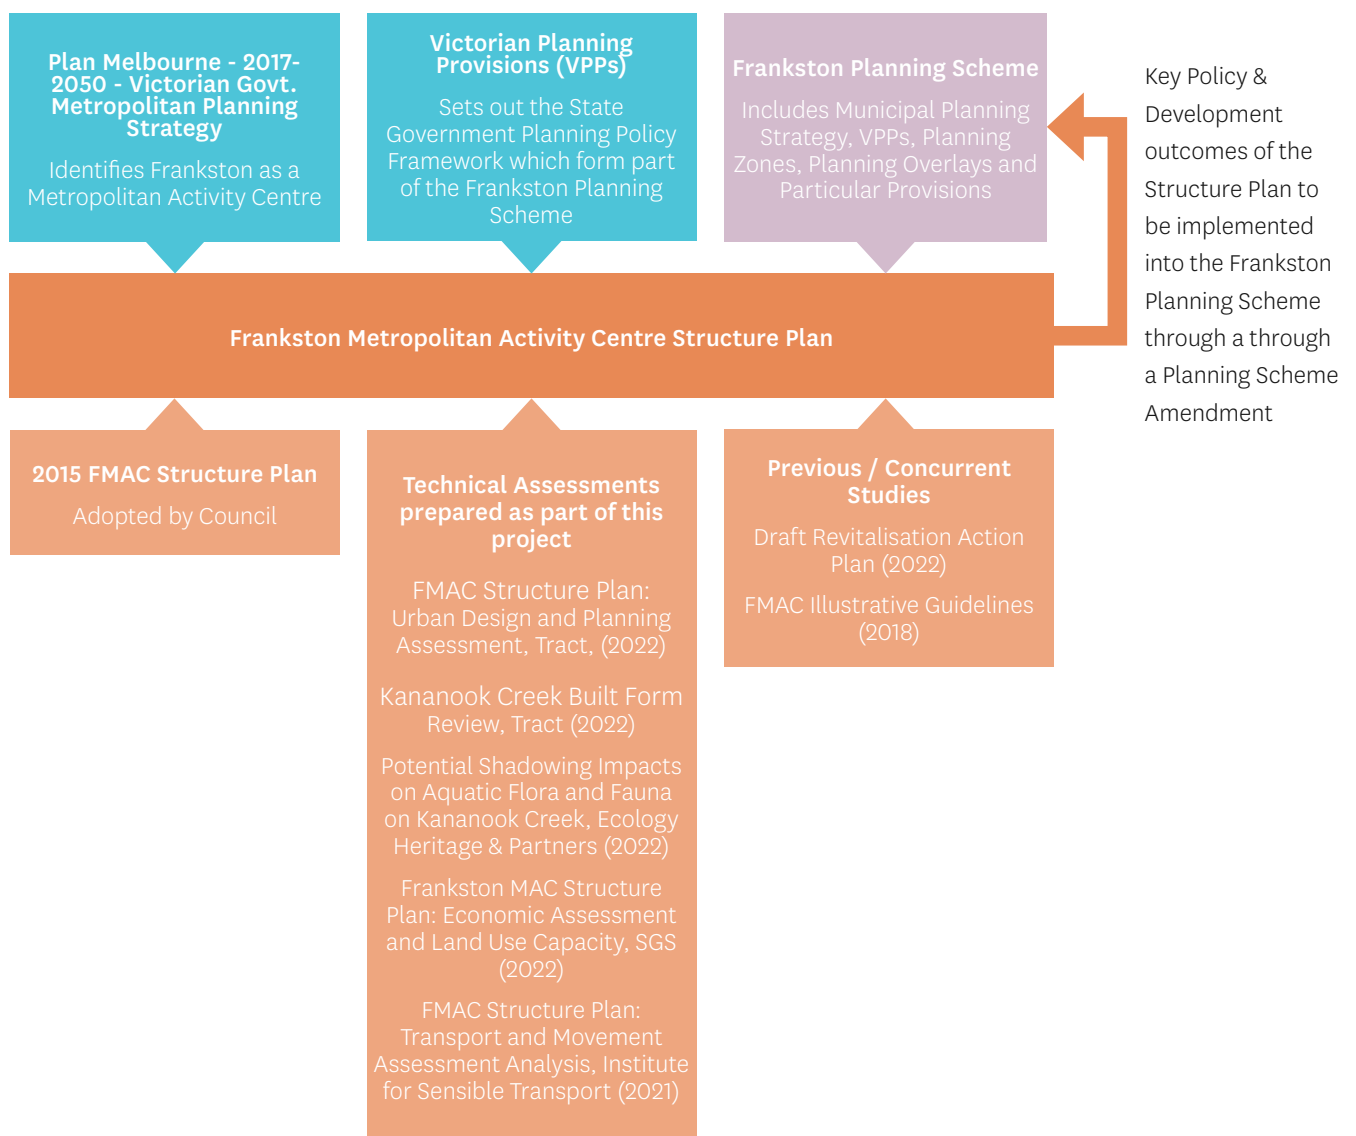 Plan Melbourne - 2017-
2050 - Victorian Govt.
Metropolitan Planning
Strategy
Identifies Frankston as a
Metropolitan Activity Centre
Victorian Planning
Provisions (VPPs)
Sets out the State
Government Planning Policy
Framework which form part
of the Frankston Planning
Scheme
Frankston Planning Scheme
Includes Municipal Planning
Strategy, VPPs, Planning
Zones, Planning Overlays and
Particular Provisions
Key Policy &
Development
outcomes of the
Structure Plan to
be implemented
into the Frankston
Planning Scheme
through a through
a Planning Scheme
Amendment
Frankston Metropolitan Activity Centre Structure Plan
2015 FMAC Structure Plan
Adopted by Council
Technical Assessments
prepared as part of this
project
FMAC Structure Plan:
Urban Design and Planning
Assessment, Tract, (2022)
Kananook Creek Built Form
Review, Tract (2022)
Potential Shadowing Impacts
on Aquatic Flora and Fauna
on Kananook Creek, Ecology
Heritage & Partners (2022)
Frankston MAC Structure
Plan: Economic Assessment
and Land Use Capacity, SGS
(2022)
FMAC Structure Plan:
Transport and Movement
Assessment Analysis, Institute
for Sensible Transport (2021)
Previous / Concurrent
Studies
Draft Revitalisation Action
Plan (2022)
FMAC Illustrative Guidelines
(2018)